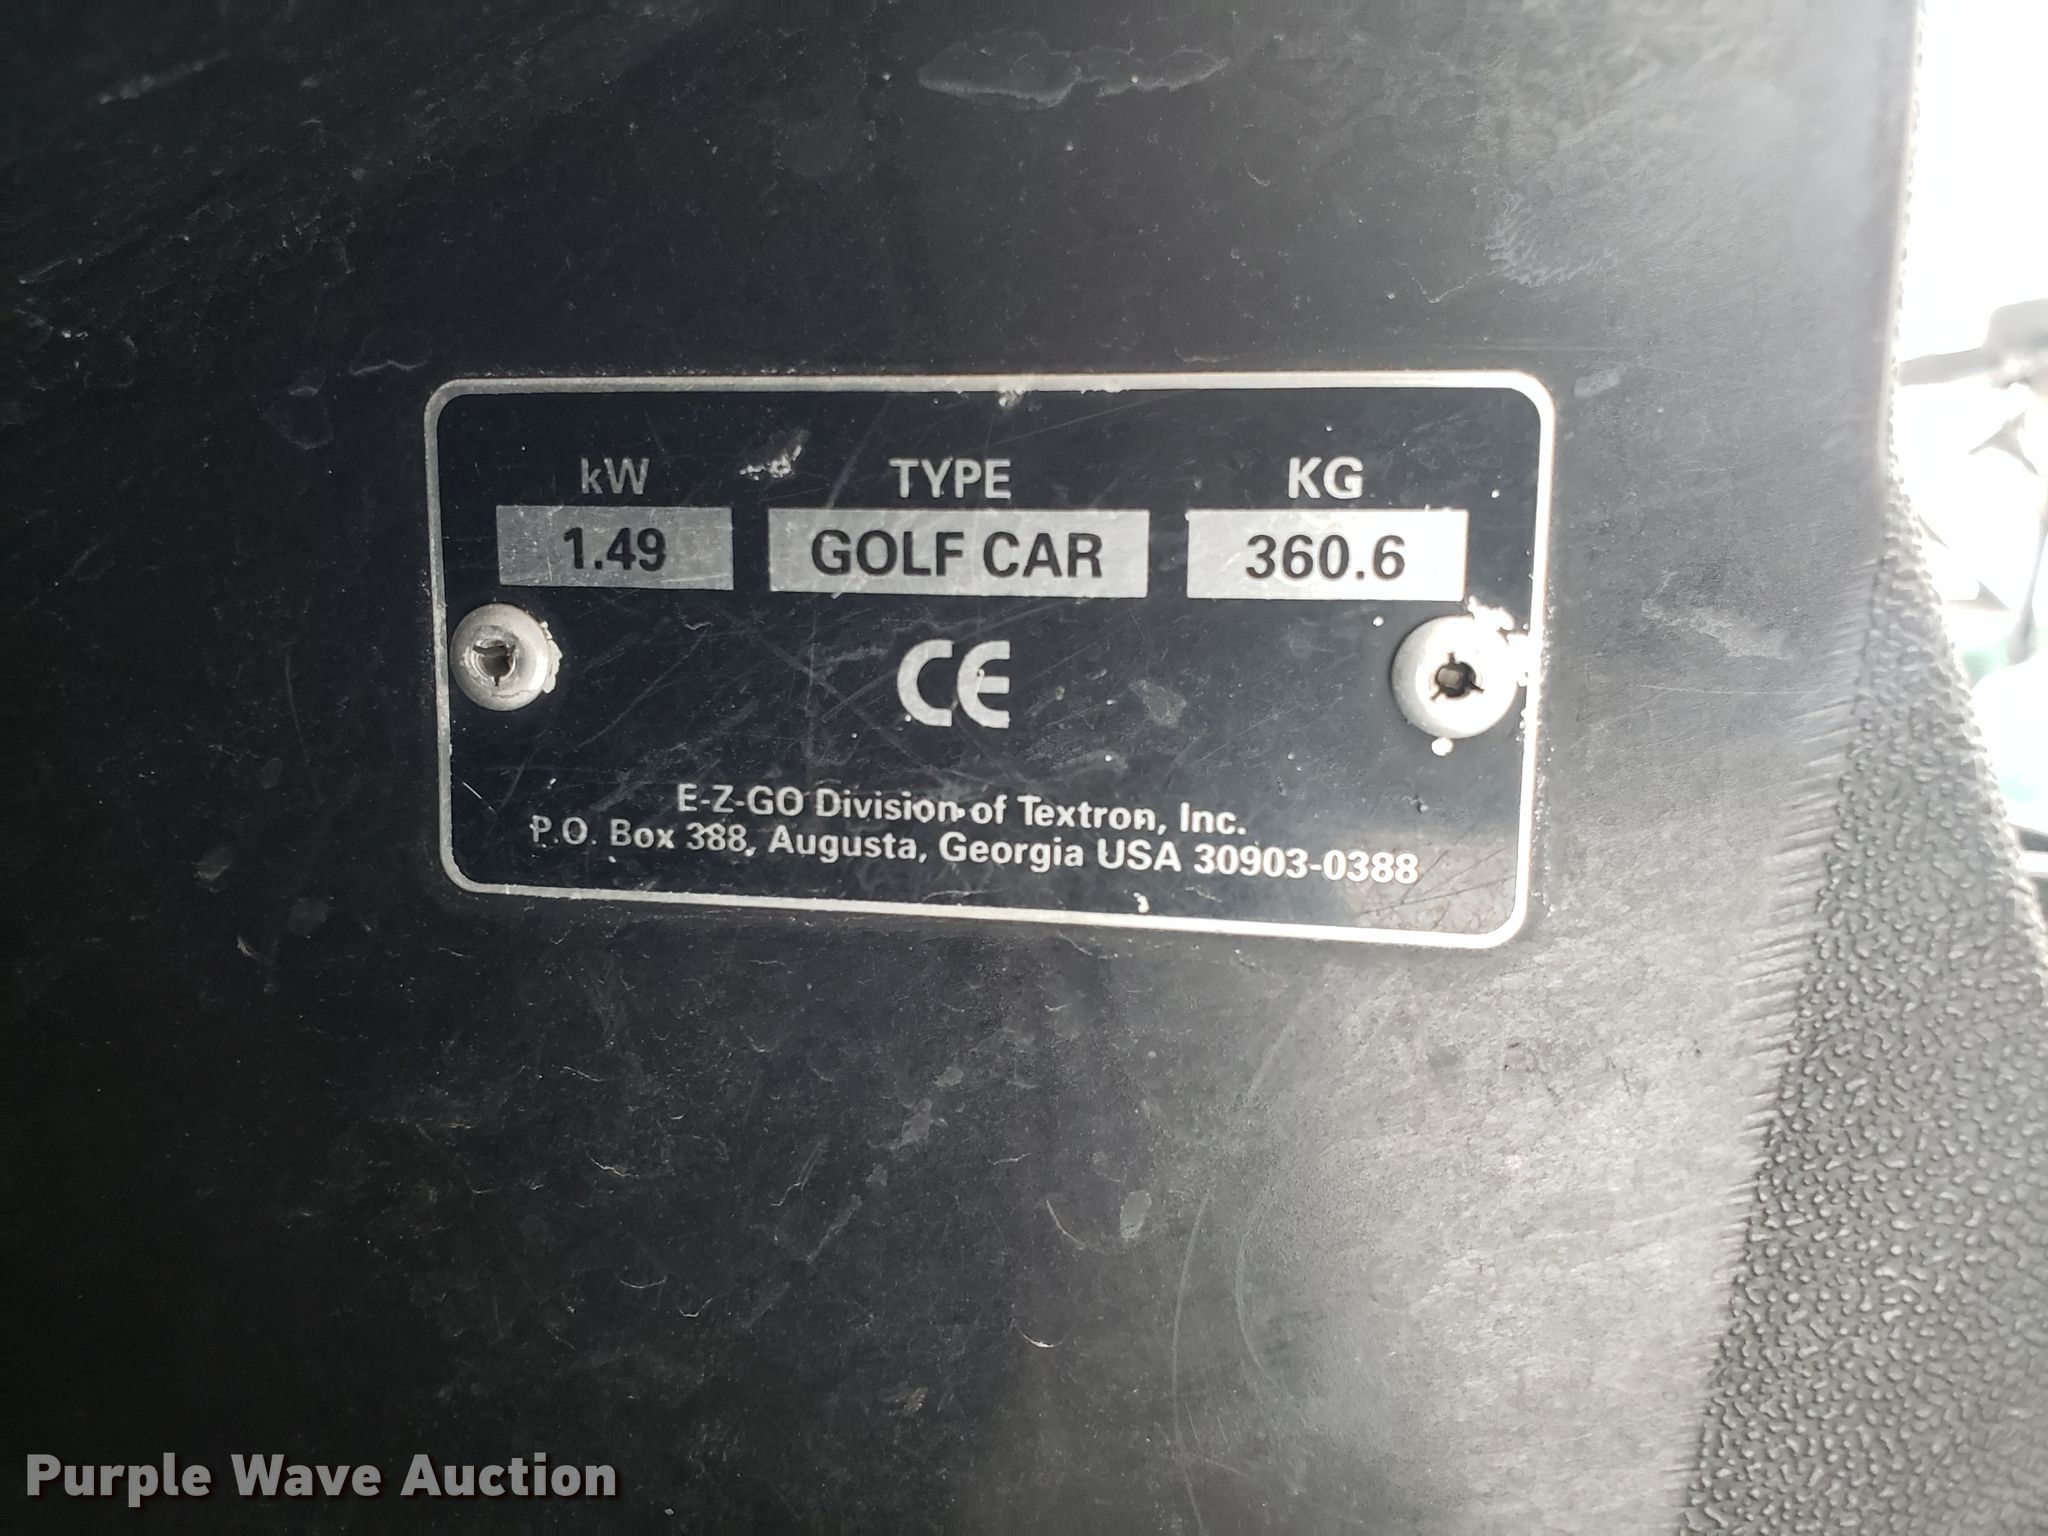 kW TYPE KG
1.49 GOLF CAR 360.6
CE
E-Z-GO Division of Textron, Inc.
P.O. Box 388, Augusta, Georgia USA 30903-0388
Purple Wave Auction